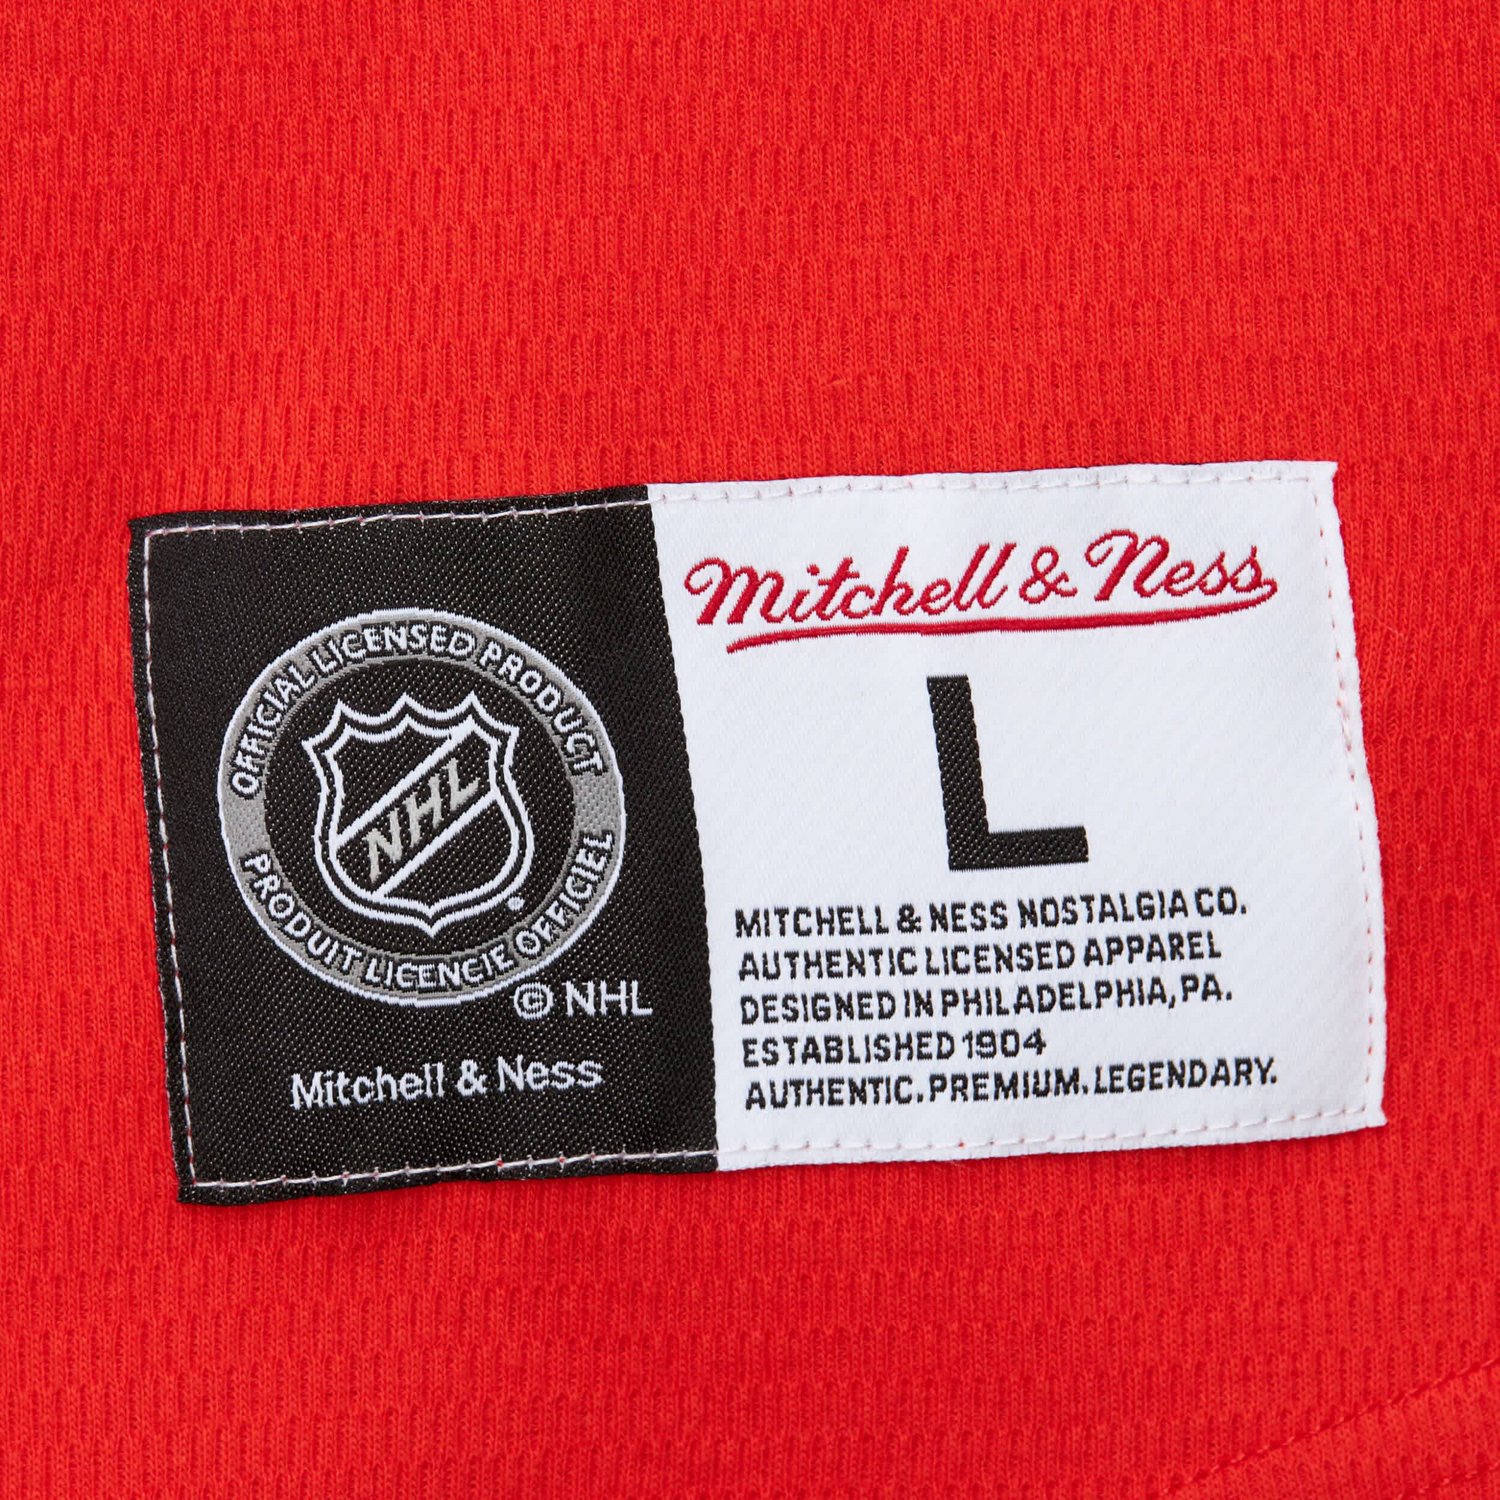 OFFICIAL LICENSED PRODUCT
NHL
PRODUIT LICENCIE OFFICIEL
© NHL
Mitchell & Ness
Mitchell & Ness
L
MITCHELL & NESS NOSTALGIA CO.
AUTHENTIC LICENSED APPAREL
DESIGNED IN PHILADELPHIA, PA.
ESTABLISHED 1904
AUTHENTIC. PREMIUM. LEGENDARY.